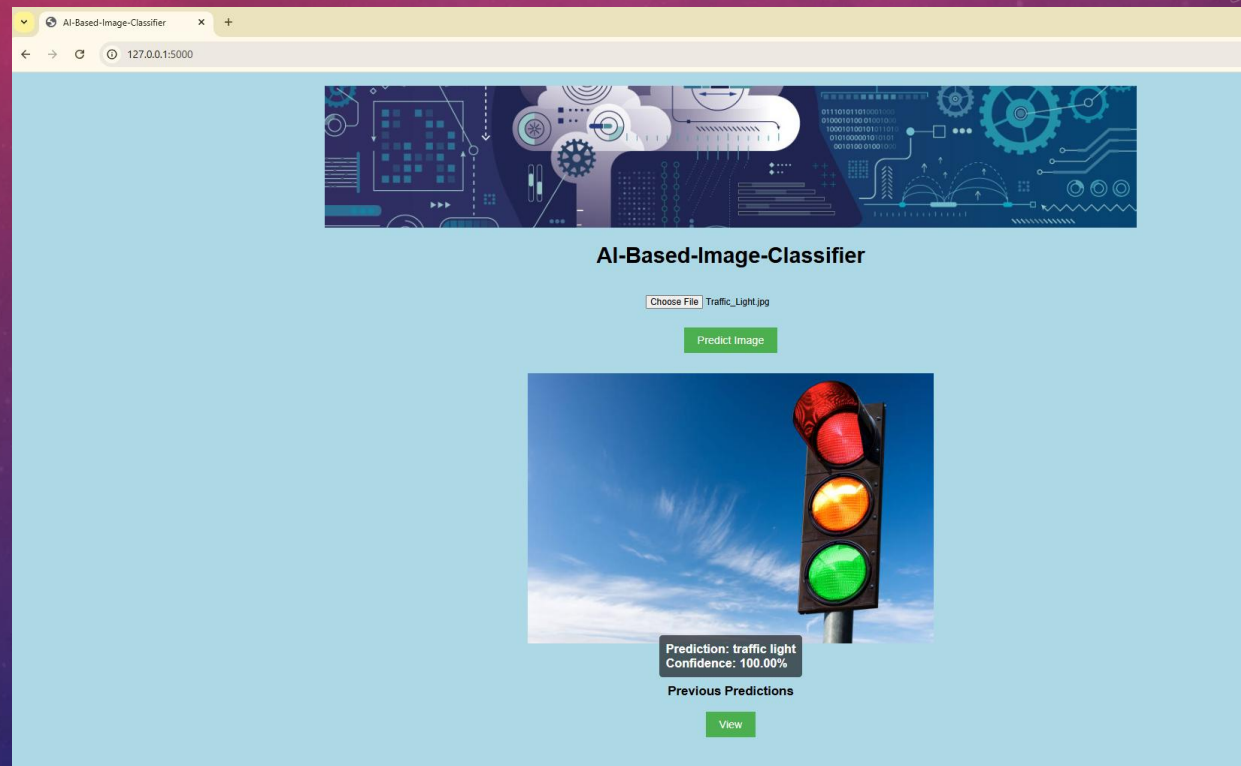 AI-Based-Image-Classifier
127.0.0.1:5000
AI-Based-Image-Classifier
Choose File Traffic_Light.jpg
Predict Image
Prediction: traffic light
Confidence: 100.00%
Previous Predictions
View